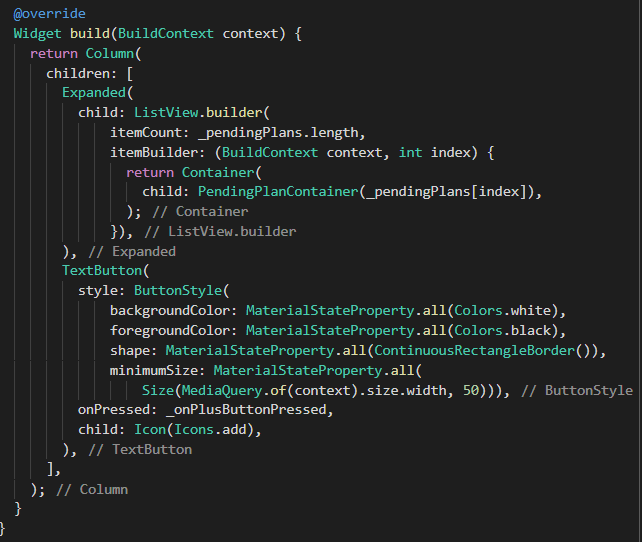 @override
Widget build(BuildContext context) {
  return Column(
    children: [
      Expanded(
        child: ListView.builder(
            itemCount: _pendingPlans.length,
            itemBuilder: (BuildContext context, int index) {
              return Container(
                child: PendingPlanContainer(_pendingPlans[index]),
              ); // Container
            }), // ListView.builder
      ), // Expanded
      TextButton(
        style: ButtonStyle(
            backgroundColor: MaterialStateProperty.all(Colors.white),
            foregroundColor: MaterialStateProperty.all(Colors.black),
            shape: MaterialStateProperty.all(ContinuousRectangleBorder()),
            minimumSize: MaterialStateProperty.all(
                Size(MediaQuery.of(context).size.width, 50))), // ButtonStyle
        onPressed: _onPlusButtonPressed,
        child: Icon(Icons.add),
      ), // TextButton
    ],
  ); // Column
}
}